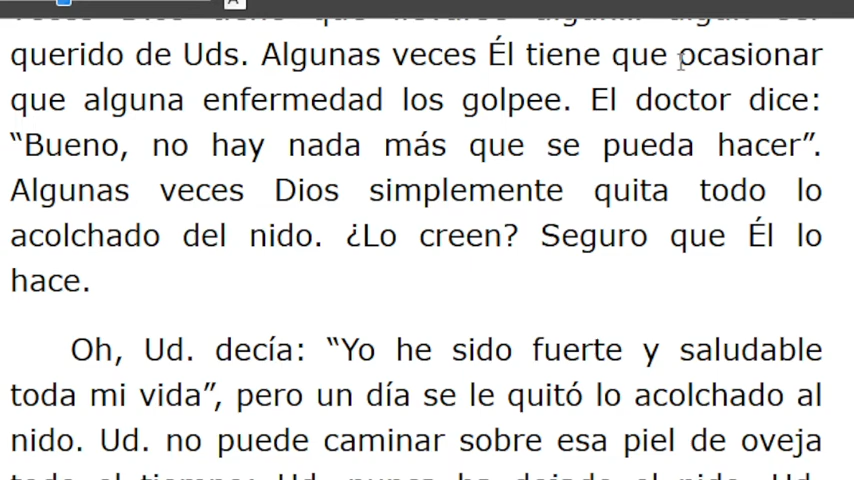 querido de Uds. Algunas veces Él tiene que ocasionar
que alguna enfermedad los golpee. El doctor dice:
“Bueno, no hay nada más que se pueda hacer”.
Algunas veces Dios simplemente quita todo lo
acolchado del nido. ¿Lo creen? Seguro que Él lo
hace.
Oh, Ud. decía: “Yo he sido fuerte y saludable
toda mi vida”, pero un día se le quitó lo acolchado al
nido. Ud. no puede caminar sobre esa piel de oveja